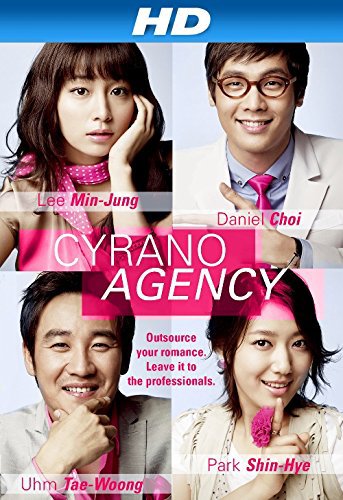 HD
Lee Min-Jung
Daniel Choi
CYRANO
AGENCY
Outsource
your romance.
Leave it to
the professionals.
Uhm Tae-Woong
Park Shin-Hye